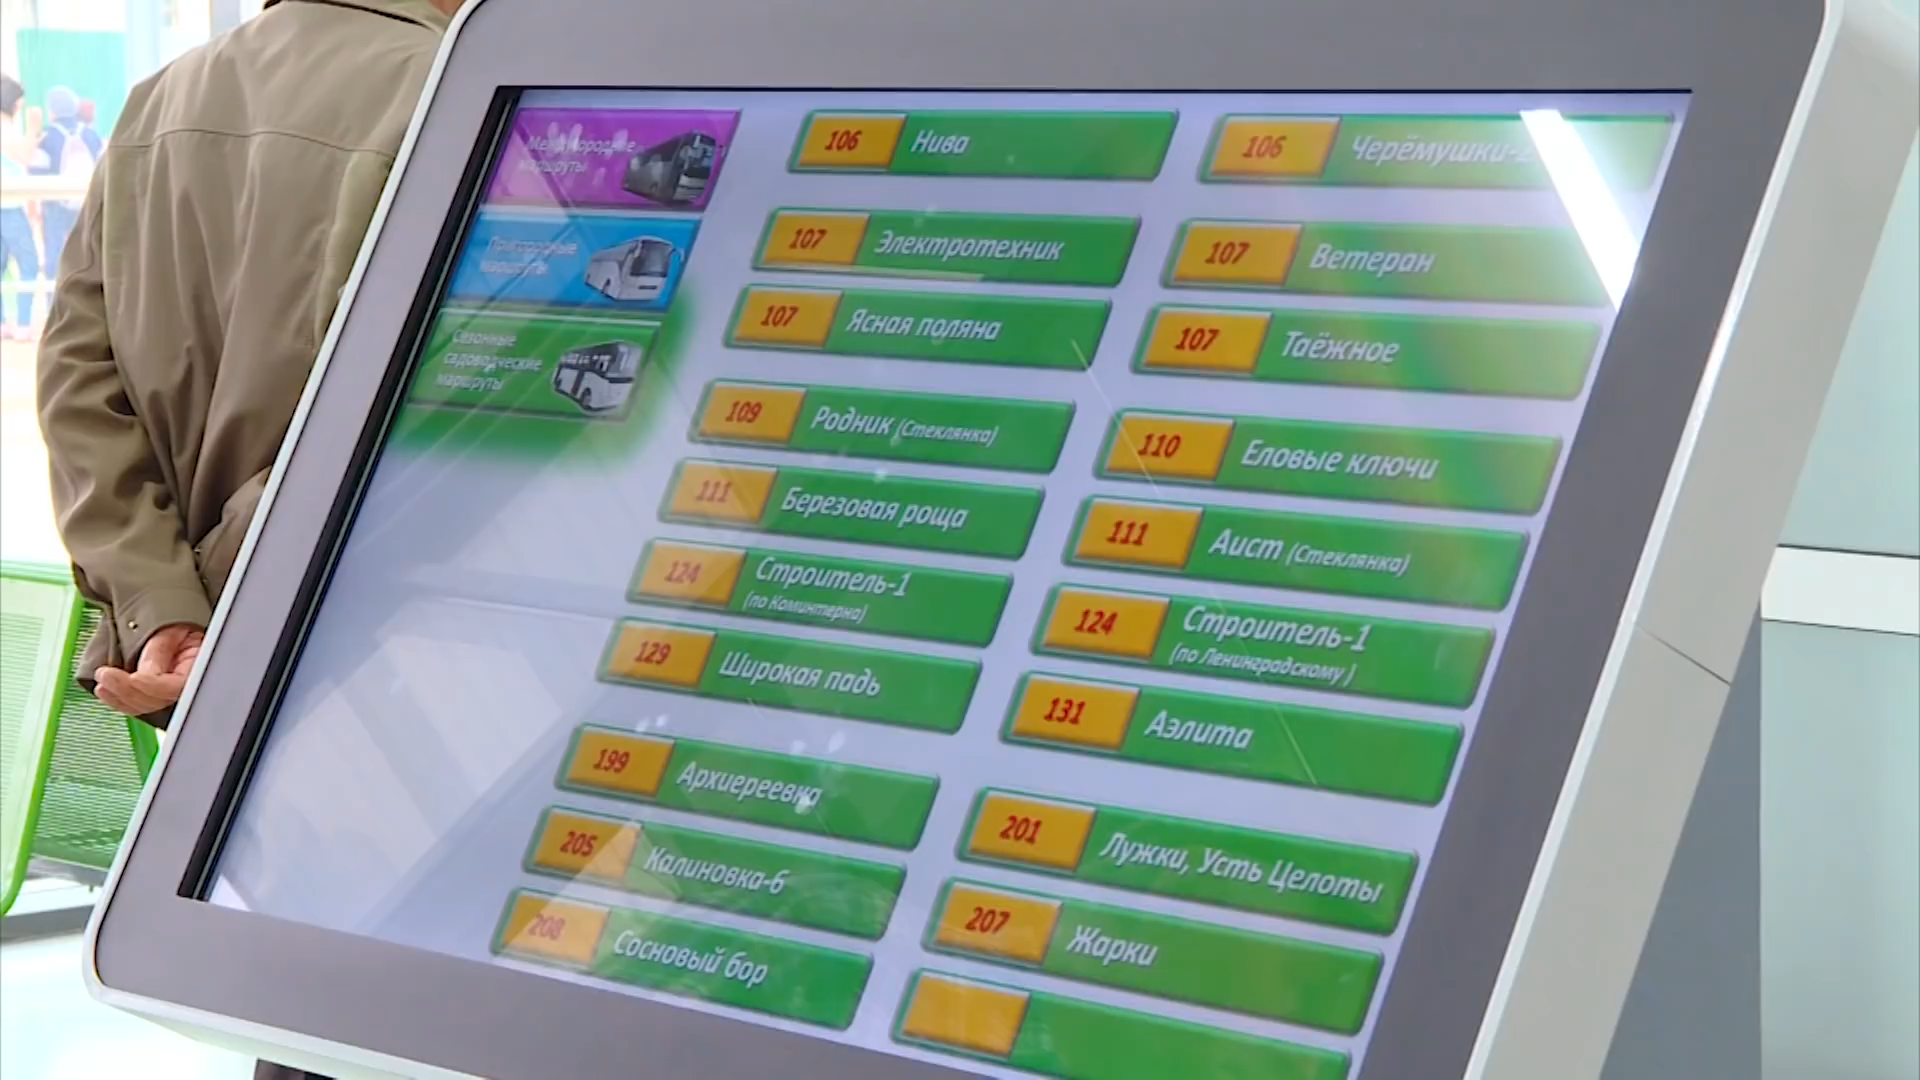 Междугородние
маршруты
Пригородные
маршруты
Сезонные
садоводческие
маршруты
106 Нива
106 Черёмушки-2
107 Электротехник
107 Ветеран
107 Ясная поляна
107 Таёжное
109 Родник (Стеклянка)
110 Еловые ключи
111 Березовая роща
111 Аист (Стеклянка)
124 Строитель-1
(по Коминтерна)
124 Строитель-1
(по Ленинградскому )
129 Широкая падь
131 Аэлита
199 Архиереевка
201 Лужки, Усть Целоты
205 Калиновка-6
207 Жарки
208 Сосновый бор